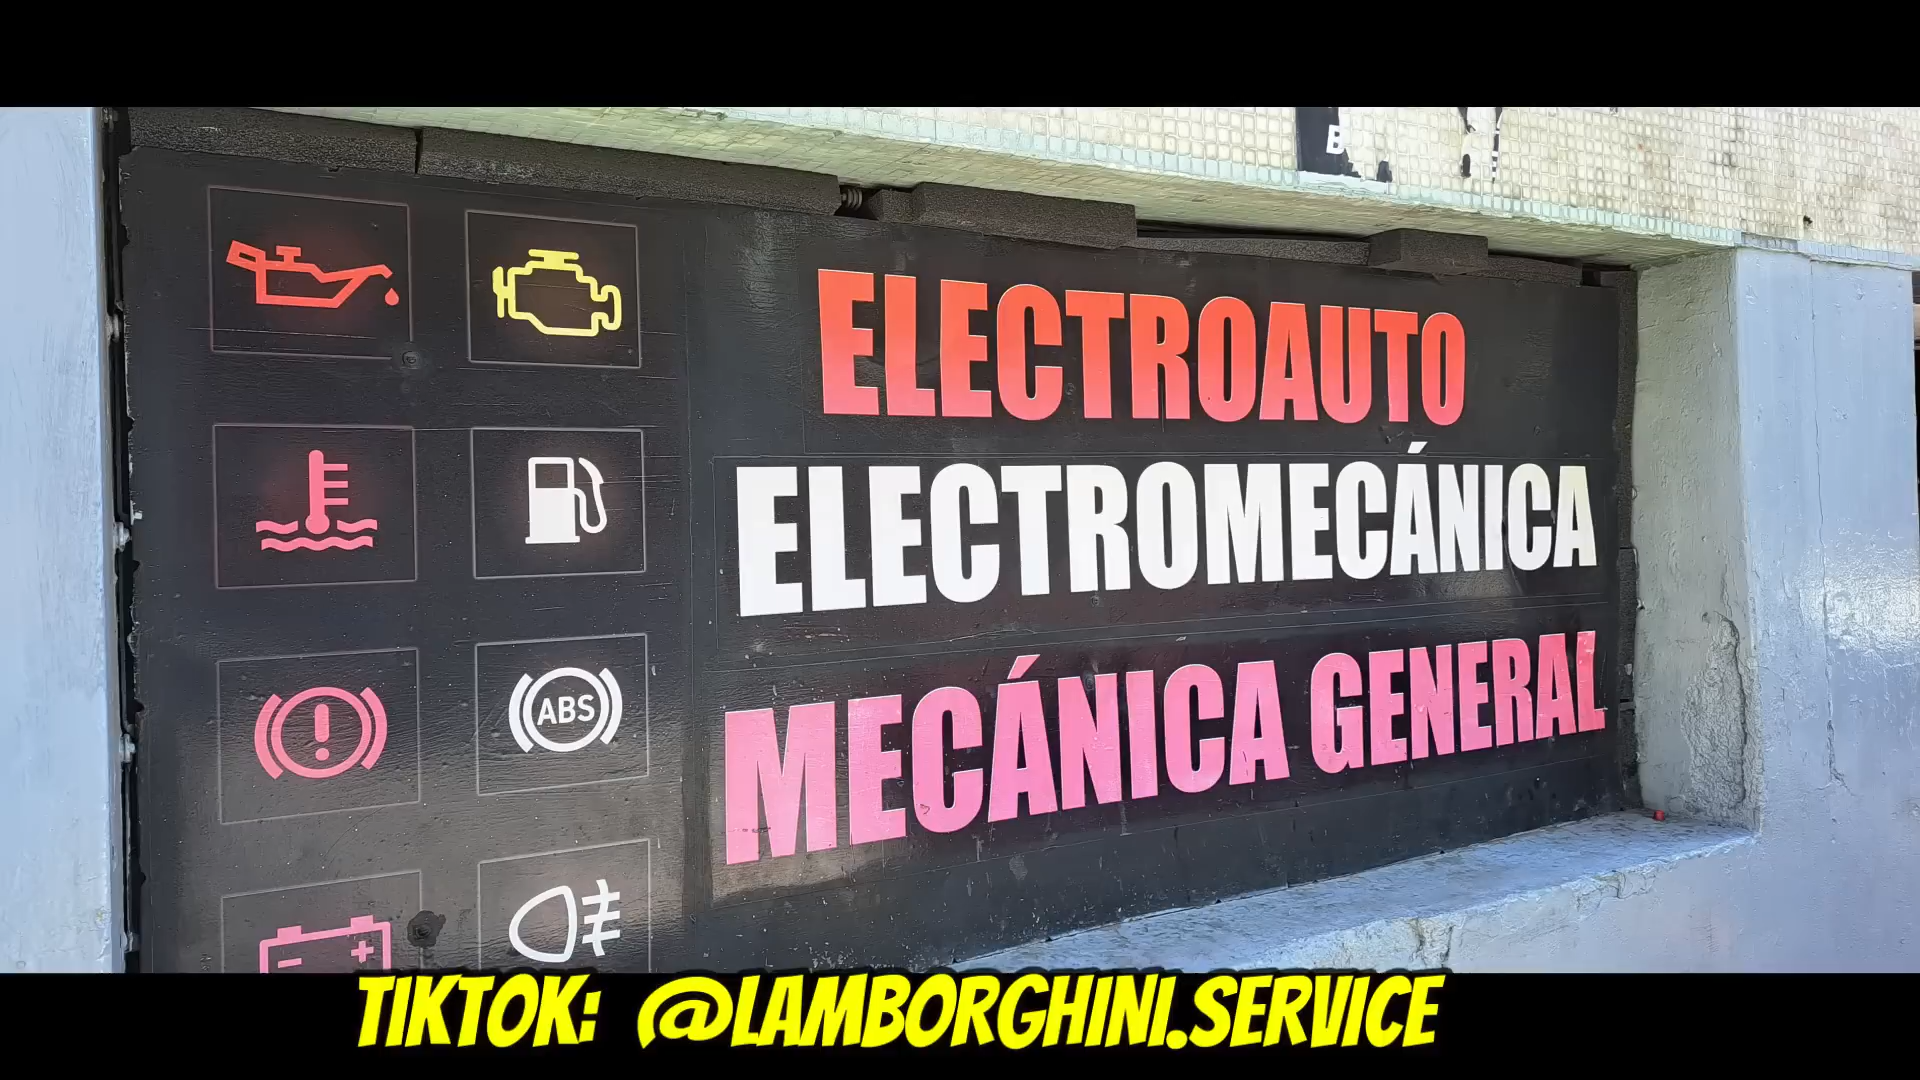 ELECTROAUTO
ELECTROMECÁNICA
MECÁNICA GENERAL
ABS
TIKTOK: @LAMBORGHINI.SERVICE